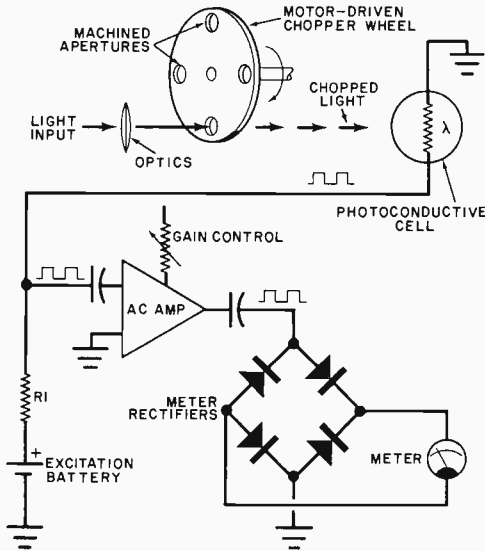 MACHINED
APERTURES
MOTOR-DRIVEN
CHOPPER WHEEL
CHOPPED
LIGHT
LIGHT
INPUT
OPTICS
λ
PHOTOCONDUCTIVE
CELL
GAIN CONTROL
AC AMP
R1
METER
RECTIFIERS
+
EXCITATION
BATTERY
METER